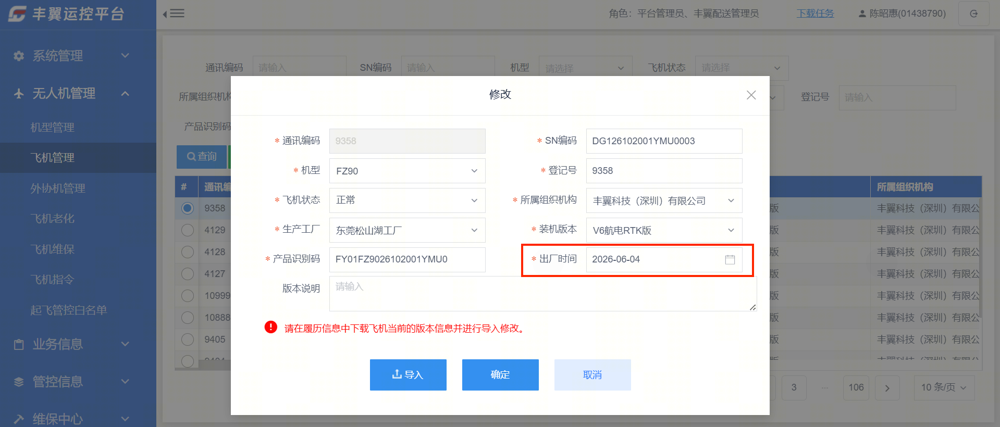 丰翼运控平台
角色：平台管理员、丰翼配送管理员
下载任务
陈昭惠(01438790)
系统管理
无人机管理
机型管理
飞机管理
外协机管理
飞机老化
飞机维保
飞机指令
起飞管控白名单
业务信息
管控信息
维保中心
通讯编码 请输入 SN编码 请输入 机型 请选择 飞机状态 请选择
所属组织机构 登记号 请输入
产品识别码
查询
# 通讯编 所属组织机构
9358 版 丰翼科技（深圳）有限公
4129 版 丰翼科技（深圳）有限公
4128 版 丰翼科技（深圳）有限公
4127 版 丰翼科技（深圳）有限公
10999 版 丰翼科技（深圳）有限公
10888 版 丰翼科技（深圳）有限公
9405 版 丰翼科技（深圳）有限公
3 ... 106 10 条/页
修改
* 通讯编码 9358 * SN编码 DG126102001YMU0003
* 机型 FZ90 * 登记号 9358
* 飞机状态 正常 * 所属组织机构 丰翼科技（深圳）有限公司
* 生产工厂 东莞松山湖工厂 * 装机版本 V6航电RTK版
* 产品识别码 FY01FZ9026102001YMU0 * 出厂时间 2026-06-04
版本说明 请输入
请在履历信息中下载飞机当前的版本信息并进行导入修改。
导入 确定 取消